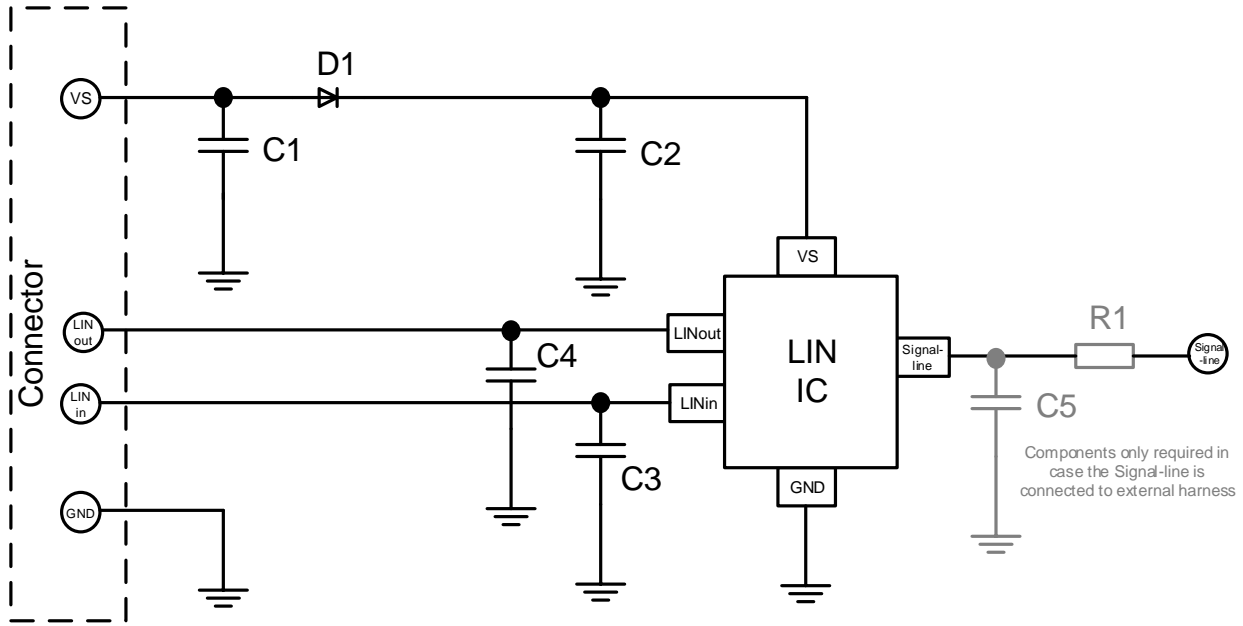 D1
VS
C1
C2
VS
Connector
LIN
out
LINout
C4
LIN
IC
Signal-
line
R1
Signal
-line
LIN
in
LINin
C5
C3
Components only required in
case the Signal-line is
connected to external harness
GND
GND